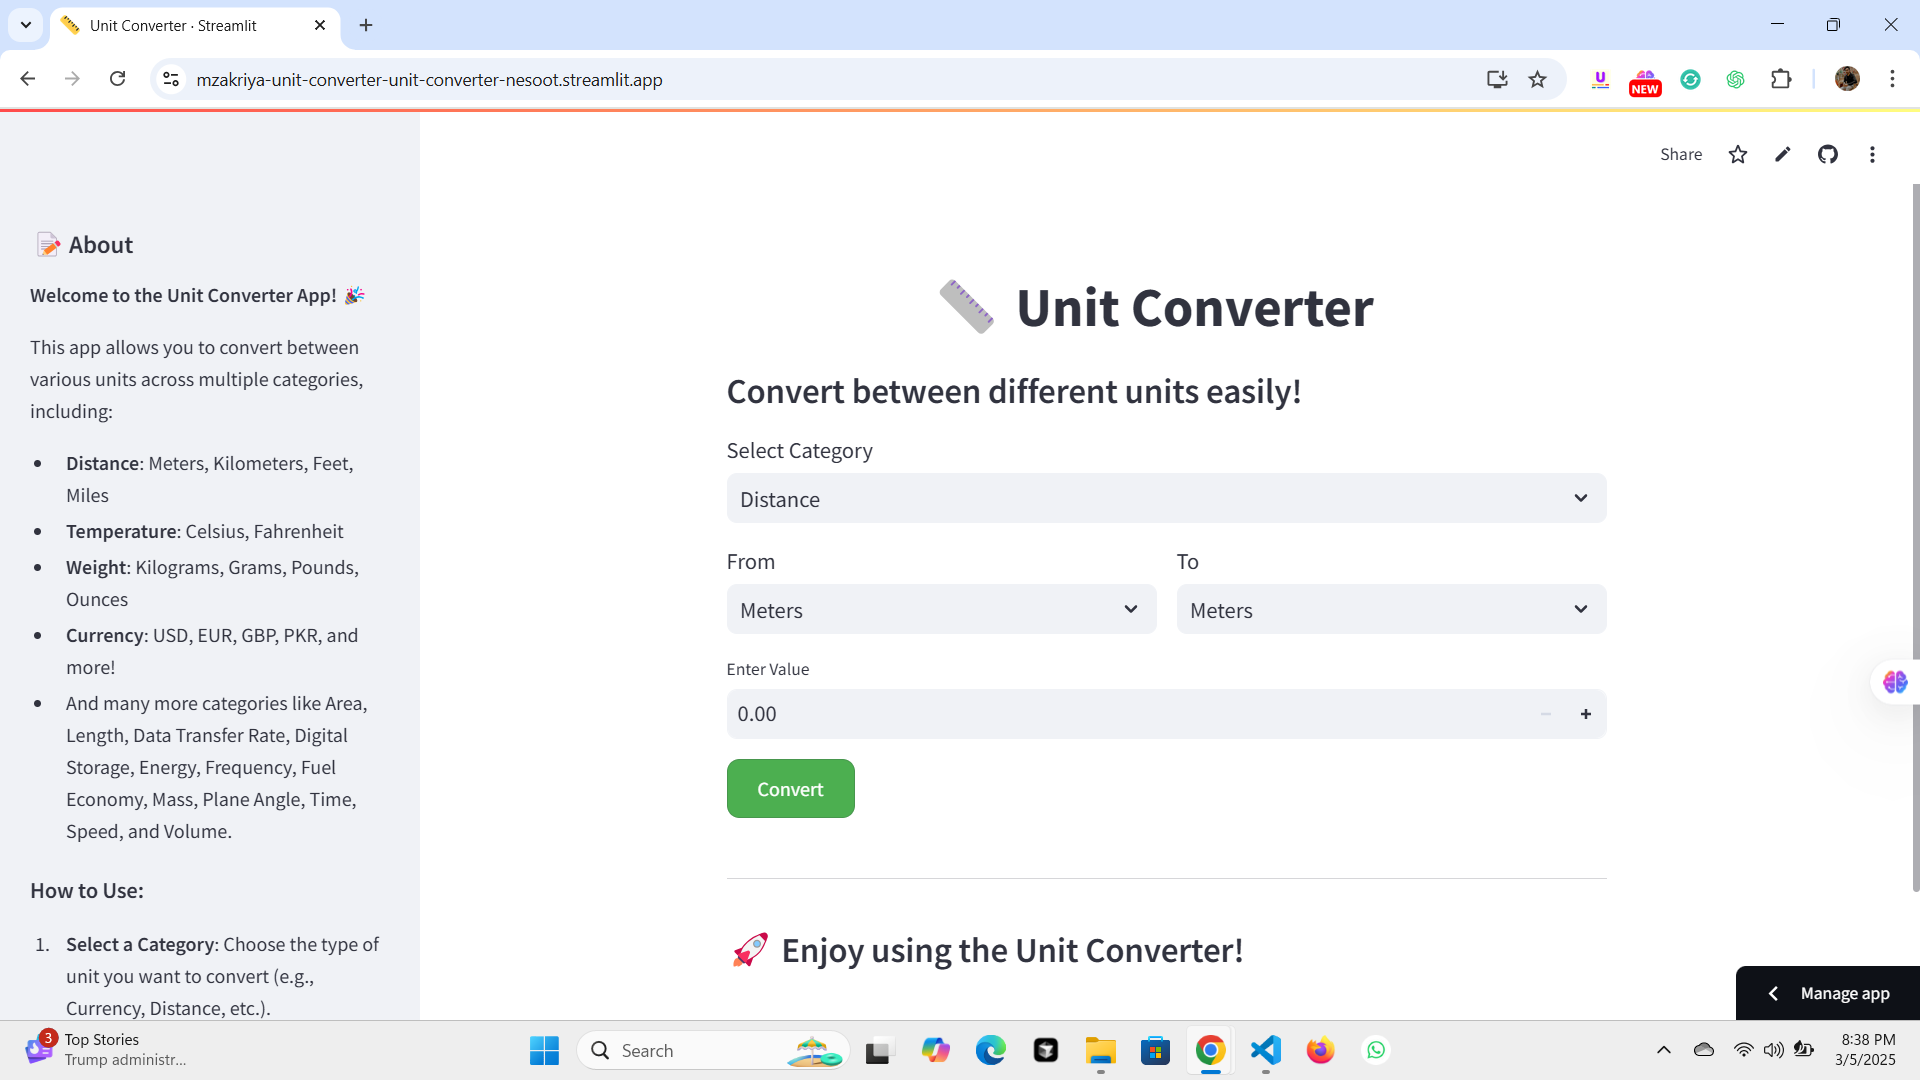 Unit Converter · Streamlit
mzakriya-unit-converter-unit-converter-nesoot.streamlit.app
U
NEW
Share
📝 About
Welcome to the Unit Converter App! 🎉
This app allows you to convert between
various units across multiple categories,
including:
• Distance: Meters, Kilometers, Feet,
Miles
• Temperature: Celsius, Fahrenheit
• Weight: Kilograms, Grams, Pounds,
Ounces
• Currency: USD, EUR, GBP, PKR, and
more!
• And many more categories like Area,
Length, Data Transfer Rate, Digital
Storage, Energy, Frequency, Fuel
Economy, Mass, Plane Angle, Time,
Speed, and Volume.
How to Use:
1. Select a Category: Choose the type of
unit you want to convert (e.g.,
Currency, Distance, etc.).
📏 Unit Converter
Convert between different units easily!
Select Category
Distance
From
To
Meters
Meters
Enter Value
0.00
Convert
🚀 Enjoy using the Unit Converter!
Manage app
3
Top Stories
Trump administr...
Search
8:38 PM
3/5/2025